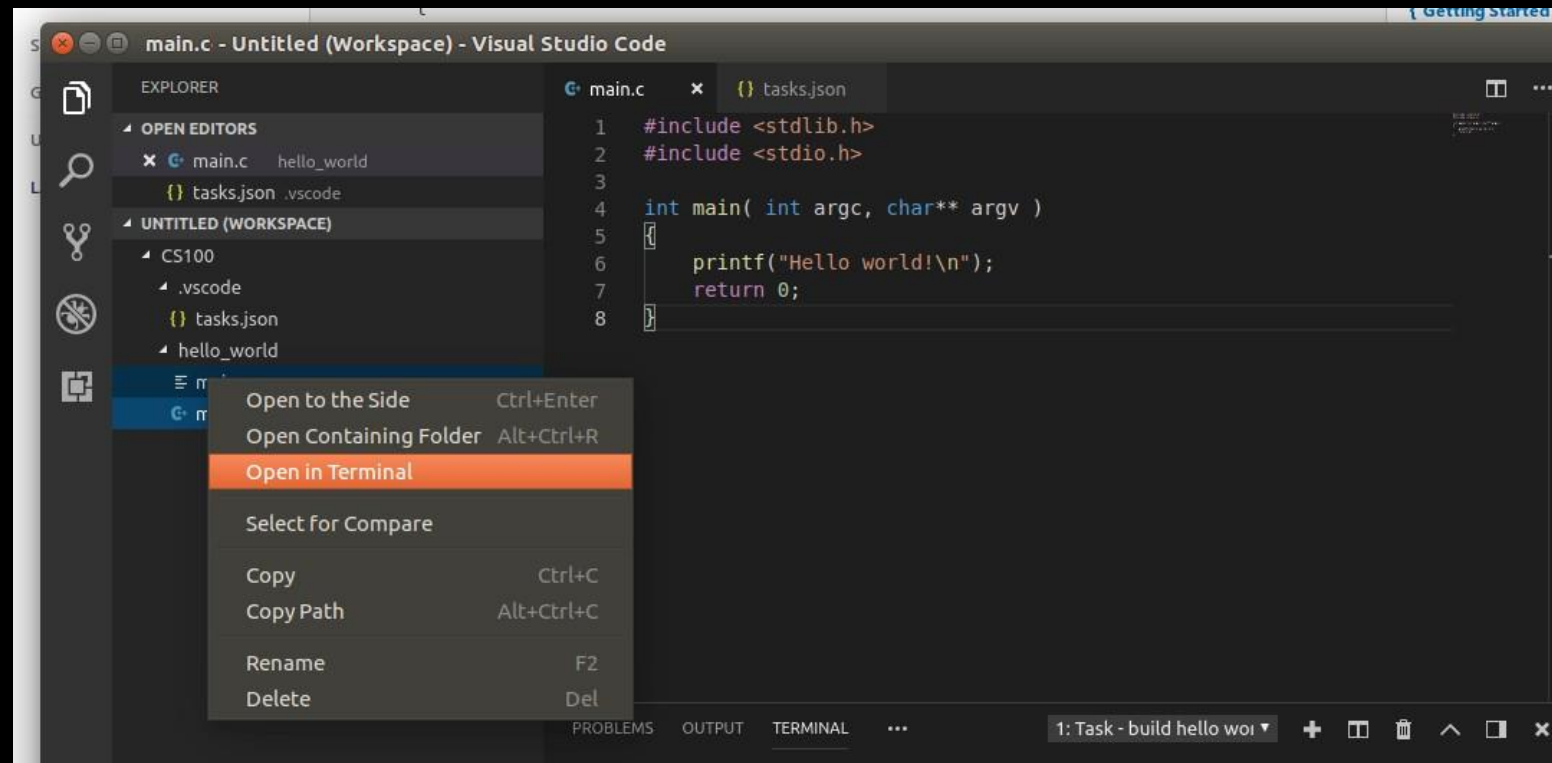 { Getting Started
main.c - Untitled (Workspace) - Visual Studio Code
EXPLORER
OPEN EDITORS
main.c hello_world
{} tasks.json .vscode
UNTITLED (WORKSPACE)
CS100
.vscode
{} tasks.json
hello_world
Open to the Side Ctrl+Enter
Open Containing Folder Alt+Ctrl+R
Open in Terminal
Select for Compare
Copy Ctrl+C
Copy Path Alt+Ctrl+C
Rename F2
Delete Del
main.c {} tasks.json
1 #include <stdlib.h>
2 #include <stdio.h>
3
4 int main( int argc, char** argv )
5 {
6 printf("Hello world!\n");
7 return 0;
8 }
PROBLEMS OUTPUT TERMINAL ••• 1: Task - build hello